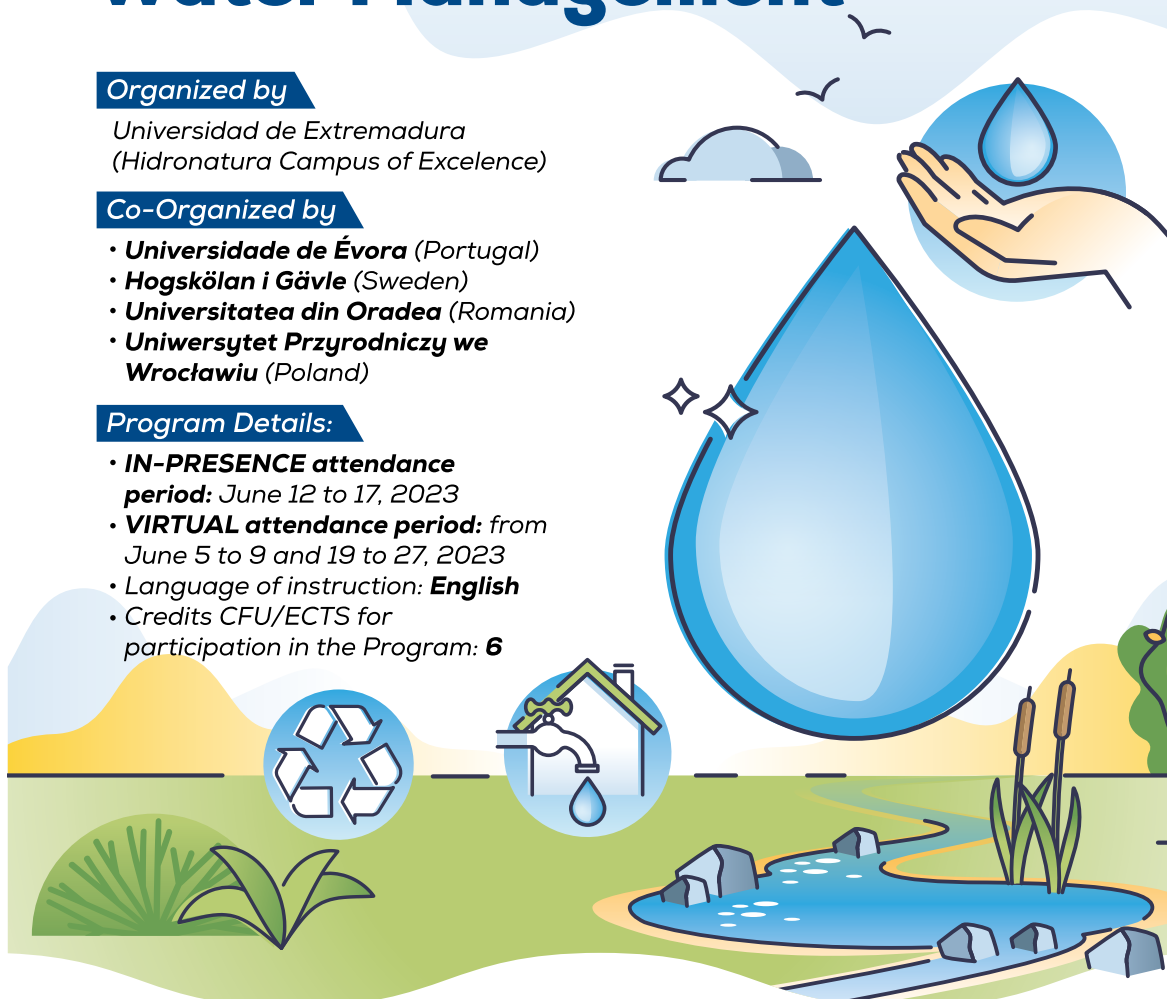 Water Management
Organized by
Universidad de Extremadura
(Hidronatura Campus of Excelence)
Co-Organized by
• Universidade de Évora (Portugal)
• Hogskölan i Gävle (Sweden)
• Universitatea din Oradea (Romania)
• Uniwersytet Przyrodniczy we
Wrocławiu (Poland)
Program Details:
• IN-PRESENCE attendance
period: June 12 to 17, 2023
• VIRTUAL attendance period: from
June 5 to 9 and 19 to 27, 2023
• Language of instruction: English
• Credits CFU/ECTS for
participation in the Program: 6